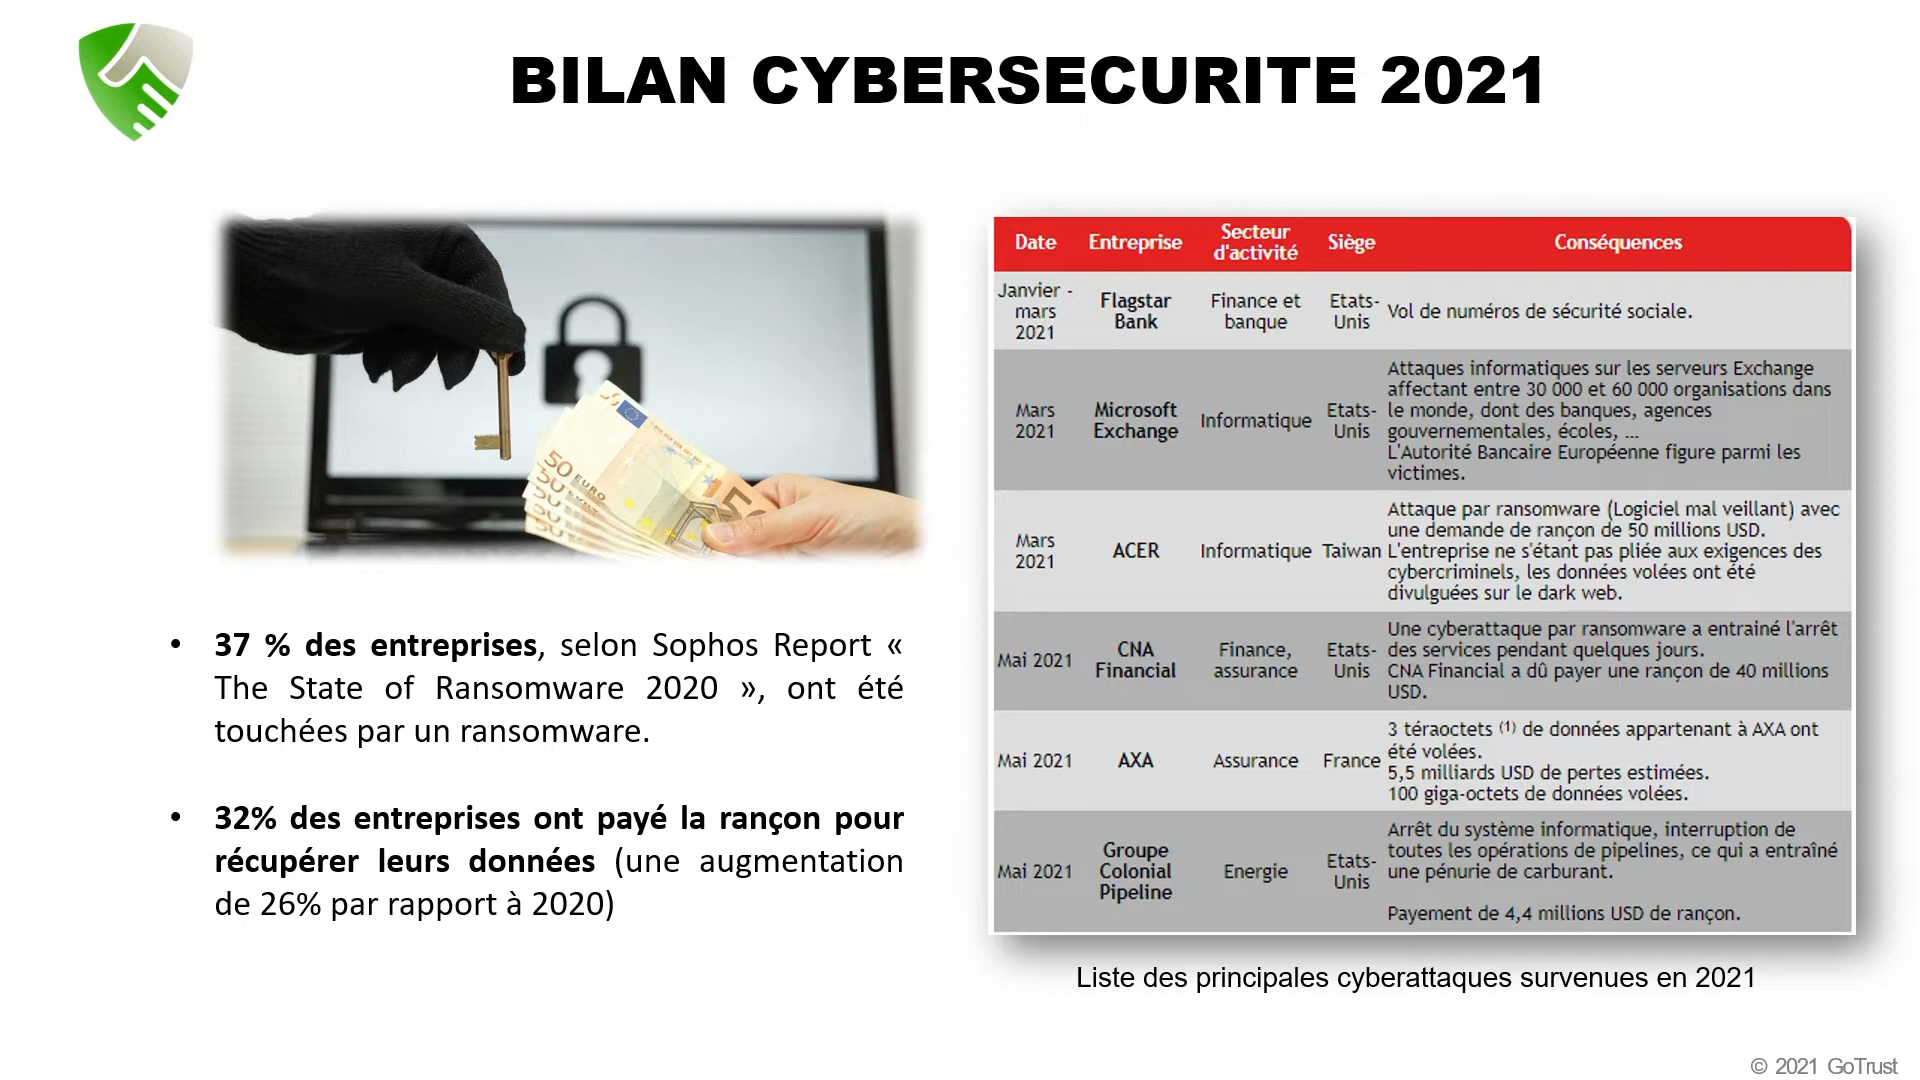 BILAN CYBERSECURITE 2021
• 37 % des entreprises, selon Sophos Report «
The State of Ransomware 2020 », ont été
touchées par un ransomware.
• 32% des entreprises ont payé la rançon pour
récupérer leurs données (une augmentation
de 26% par rapport à 2020)
Date Entreprise Secteur d'activité Siège Conséquences
Janvier - mars 2021 Flagstar Bank Finance et banque Etats-Unis Vol de numéros de sécurité sociale.
Mars 2021 Microsoft Exchange Informatique Etats-Unis
Attaques informatiques sur les serveurs Exchange
affectant entre 30 000 et 60 000 organisations dans
le monde, dont des banques, agences
gouvernementales, écoles, ...
L'Autorité Bancaire Européenne figure parmi les
victimes.
Mars 2021 ACER Informatique Taiwan
Attaque par ransomware (Logiciel mal veillant) avec
une demande de rançon de 50 millions USD.
L'entreprise ne s'étant pas pliée aux exigences des
cybercriminels, les données volées ont été
divulguées sur le dark web.
Mai 2021 CNA Financial Finance, assurance Etats-Unis
Une cyberattaque par ransomware a entrainé l'arrêt
des services pendant quelques jours.
CNA Financial a dû payer une rançon de 40 millions
USD.
Mai 2021 AXA Assurance France
3 téraoctets (1) de données appartenant à AXA ont
été volées.
5,5 milliards USD de pertes estimées.
100 giga-octets de données volées.
Mai 2021 Groupe Colonial Pipeline Energie Etats-Unis
Arrêt du système informatique, interruption de
toutes les opérations de pipelines, ce qui a entraîné
une pénurie de carburant.
Payement de 4,4 millions USD de rançon.
Liste des principales cyberattaques survenues en 2021
© 2021 GoTrust
50 EURO